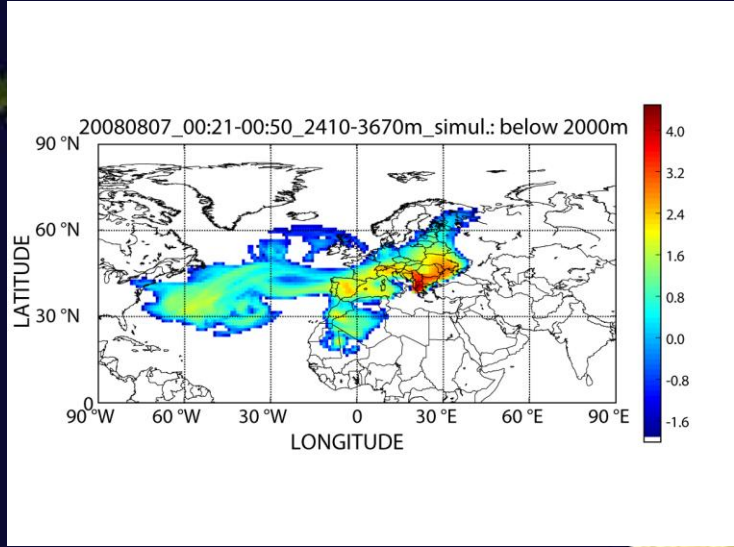 20080807_00:21-00:50_2410-3670m_simul.: below 2000m
90 °N
60 °N
30 °N
0
LATITUDE
90 °W
60 °W
30 °W
0
30 °E
60 °E
90 °E
LONGITUDE
4.0
3.2
2.4
1.6
0.8
0.0
-0.8
-1.6